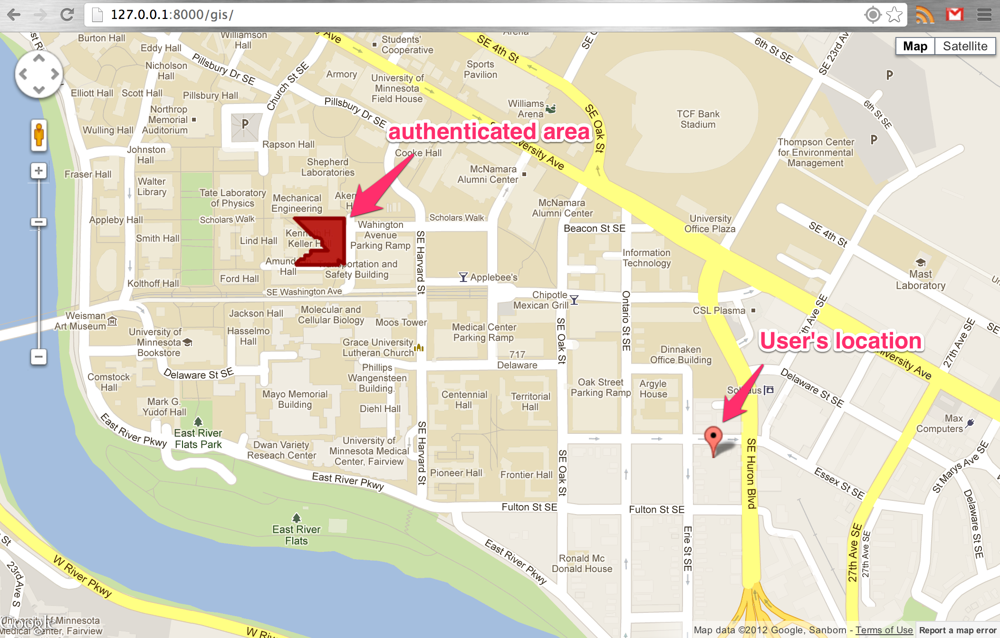 127.0.0.1:8000/gis/
Map
Satellite
Burton Hall
Williamson
Hall
Eddy Hall
Students'
Cooperative
SE 4th St
6th St SE
SE 23rd Av
Nicholson
Hall
Pillsbury Dr SE
Church St SE
Armory
Sports
Pavilion
University of
Minnesota
Field House
Elliott Hall
Scott Hall
Pillsbury Hall
Pillsbury Dr SE
Williams
Arena
SE Oak St
TCF Bank
Stadium
6th St SE
P
P
P
Northrop
Memorial
Auditorium
Wulling Hall
authenticated area
Rapson Hall
Johnston
Hall
Cooke Hall
Thompson Center
for Environmental
Management
Shepherd
Laboratories
McNamara
Alumni Center
Fraser Hall
Walter
Library
Tate Laboratory
of Physics
Mechanical
Engineering
McNamara
Alumni Center
Appleby Hall
Scholars Walk
Scholars Walk
Wahington
Avenue
Parking Ramp
Beacon St SE
University
Office Plaza
SE 4th St
Smith Hall
Lind Hall
Kenneth H.
Keller Hall
SE Harvard St
Information
Technology
Amundson
Hall
Transportation and
Safety Building
Mast
Laboratory
Kolthoff Hall
Ford Hall
Applebee's
SE Washington Ave
Chipotle
Mexican Grill
Ontario St SE
CSL Plasma
Weisman
Art Museum
Jackson Hall
Molecular and
Cellular Biology
Moos Tower
Medical Center
Parking Ramp
SE Oak St
University of
Minnesota
Bookstore
Hasselmo
Hall
Grace University
Lutheran Church
User's location
27th Ave SE
Dinnaken
Office Building
717
Delaware
Delaware St SE
Phillips
Wangensteen
Building.
Comstock
Hall
Delaware St SE
Oak Street
Parking Ramp
Argyle
House
Mayo Memorial
Building
Centennial
Hall
Territorial
Hall
Diehl Hall
Mark G.
Yudof Hall
Max
Computers
East River Pkwy
East River
Flats Park
Dwan Variety
Reseach Center
University of
Minnesota Medical
Center, Fairview
SE Harvard St
SE Oak St
SE Huron Blvd
St Marys Ave SE
Pioneer Hall
Frontier Hall
East River Pkwy
Essex St SE
Fulton St SE
Fulton St SE
Delaware St SE
East River
Flats
East River Pkwy
Erie St SE
27th Ave SE
27th Ave SE
Ronald Mc
Donald House
W River Pkwy
23rd Ave S
University of Minnesota
Medical Center, Fairview
Google
Map data ©2012 Google, Sanborn - Terms of Use
Report a map error